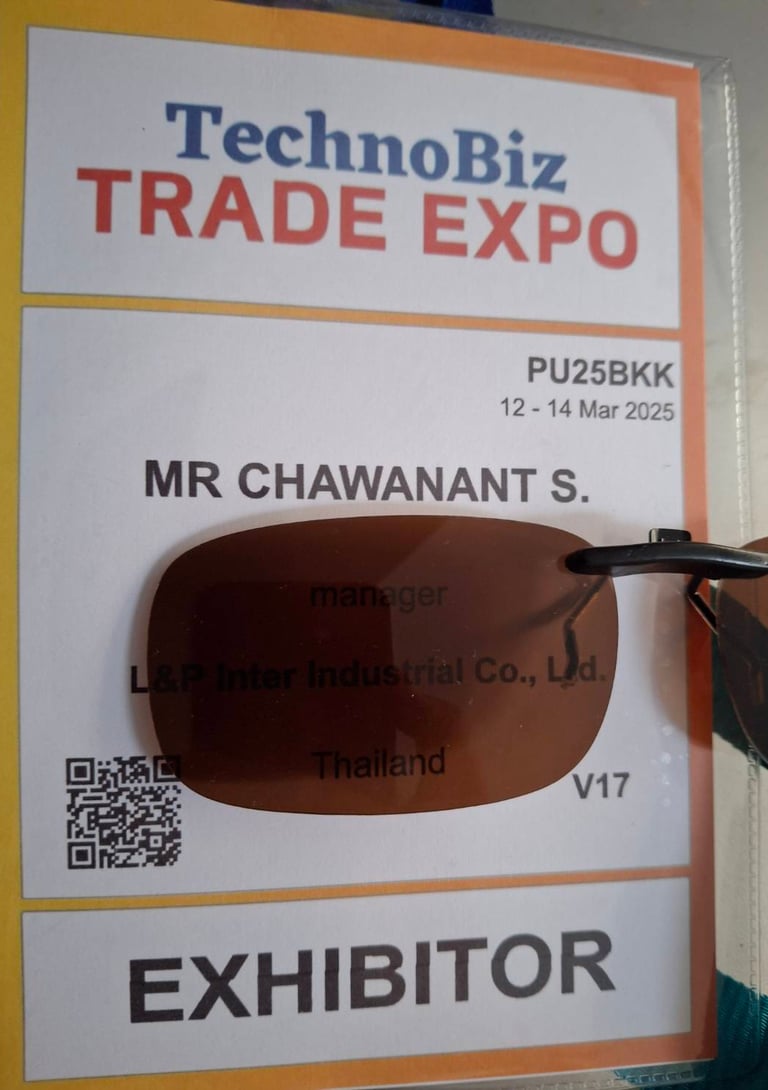 TechnoBiz
TRADE EXPO
PU25BKK
12 - 14 Mar 2025
MR CHAWANANT S.
manager
L&P Inter Industrial Co., Ltd.
Thailand
V17
EXHIBITOR